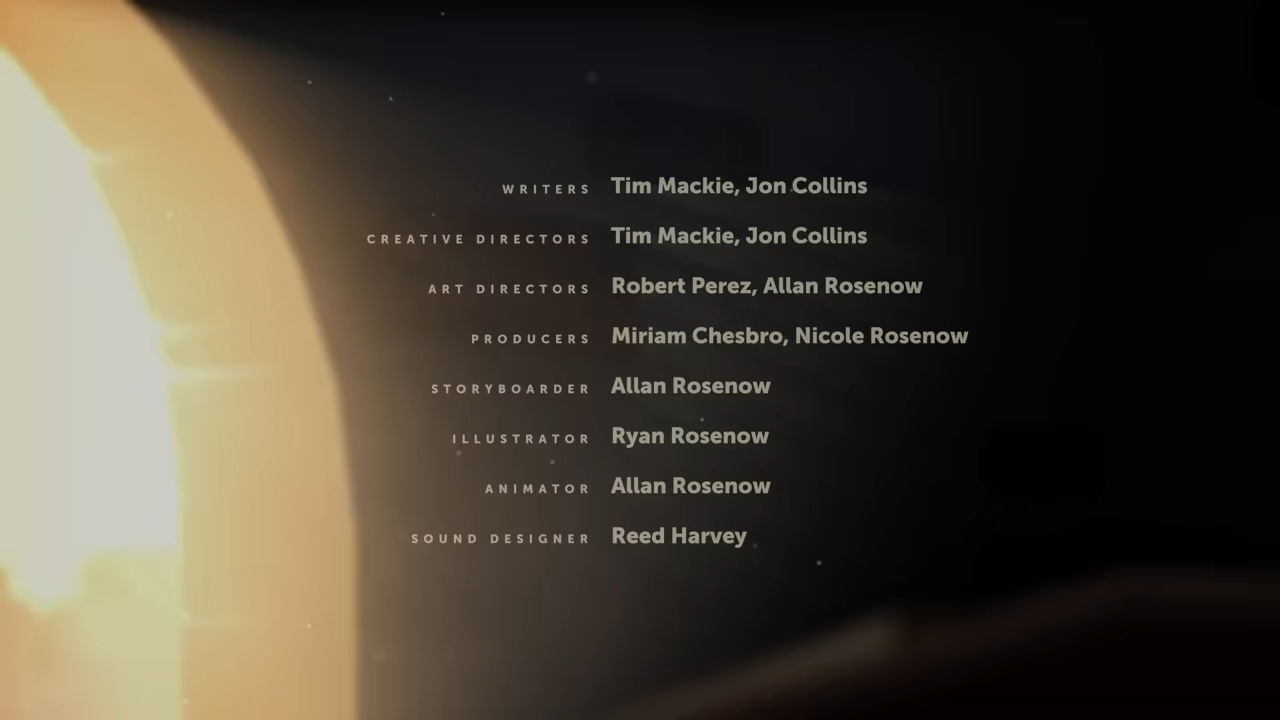 WRITERS Tim Mackie, Jon Collins
CREATIVE DIRECTORS Tim Mackie, Jon Collins
ART DIRECTORS Robert Perez, Allan Rosenow
PRODUCERS Miriam Chesbro, Nicole Rosenow
STORYBOARDER Allan Rosenow
ILLUSTRATOR Ryan Rosenow
ANIMATOR Allan Rosenow
SOUND DESIGNER Reed Harvey